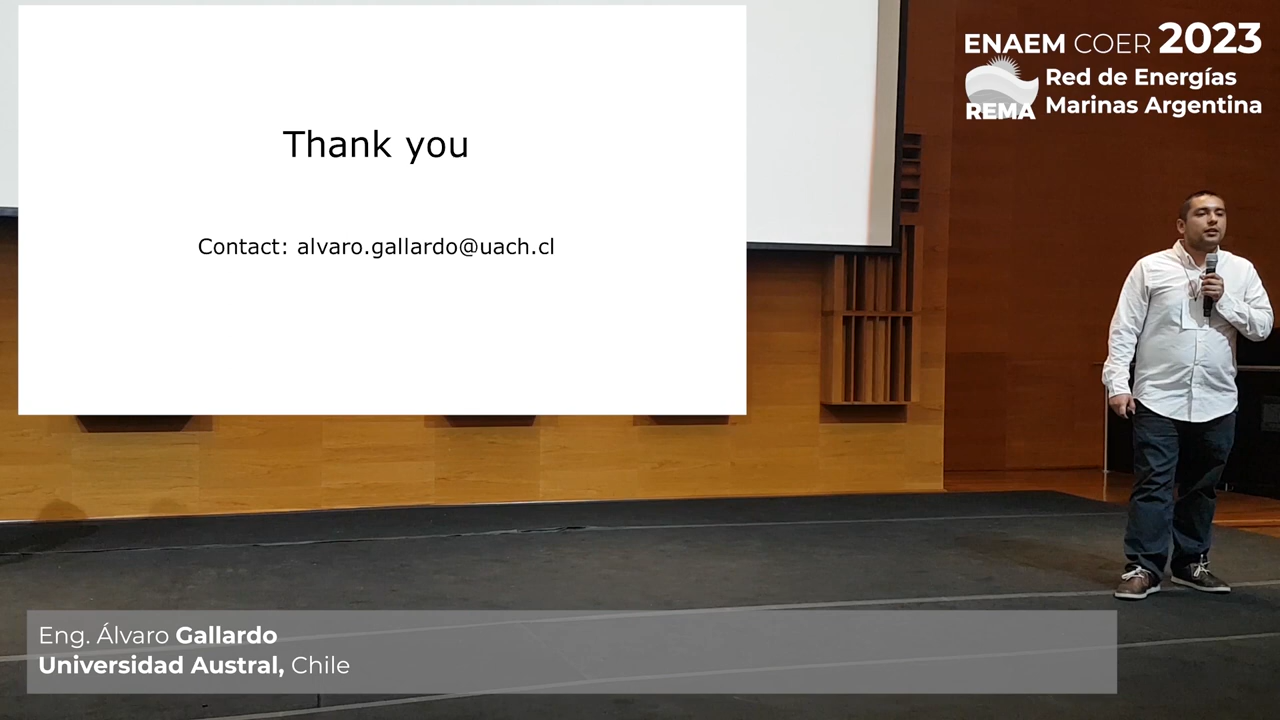 Thank you
Contact: alvaro.gallardo@uach.cl
ENAEM COER 2023
REMA
Red de Energías
Marinas Argentina
Eng. Álvaro Gallardo
Universidad Austral, Chile